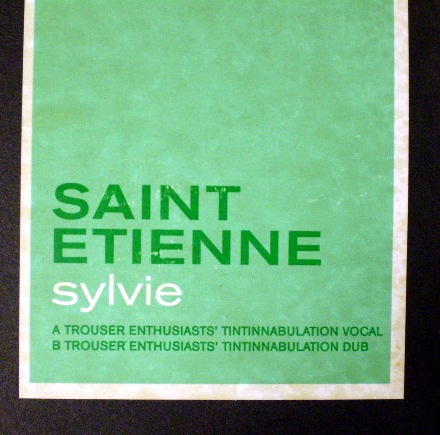 SAINT
ETIENNE
sylvie
A TROUSER ENTHUSIASTS' TINTINNABULATION VOCAL
B TROUSER ENTHUSIASTS' TINTINNABULATION DUB